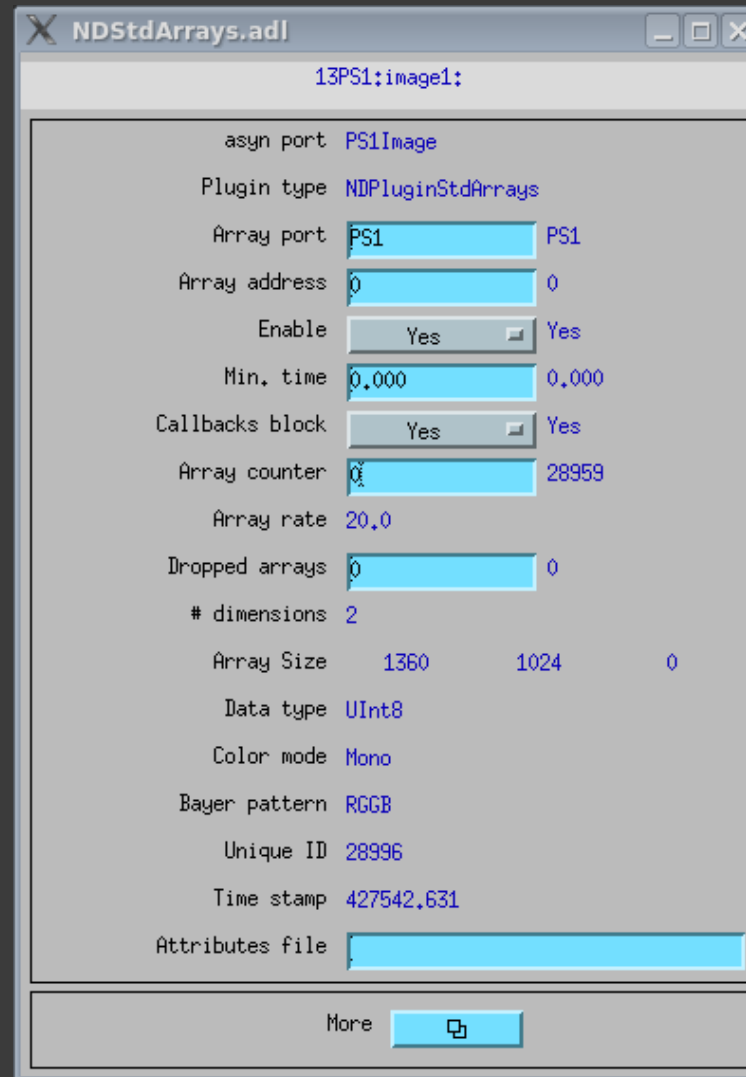 NDStdArrays.adl
13PS1:image1:
asyn port PS1Image
Plugin type NDPluginStdArrays
Array port PS1 PS1
Array address 0 0
Enable Yes Yes
Min. time 0.000 0.000
Callbacks block Yes Yes
Array counter 0 28959
Array rate 20.0
Dropped arrays 0 0
# dimensions 2
Array Size 1360 1024 0
Data type UInt8
Color mode Mono
Bayer pattern RGGB
Unique ID 28996
Time stamp 427542.631
Attributes file
More